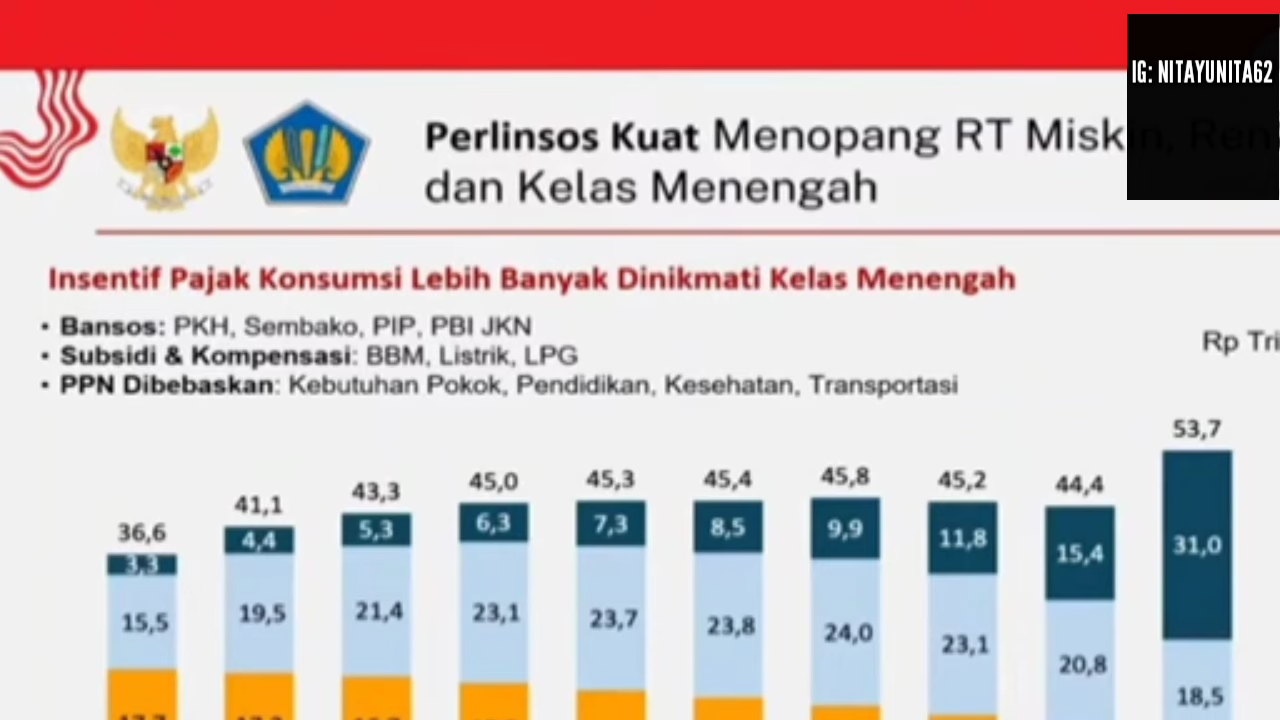 IG: NITAYUNITA62
Perlinsos Kuat Menopang RT Miskin, Ren
dan Kelas Menengah
Insentif Pajak Konsumsi Lebih Banyak Dinikmati Kelas Menengah
• Bansos: PKH, Sembako, PIP, PBI JKN
• Subsidi & Kompensasi: BBM, Listrik, LPG
• PPN Dibebaskan: Kebutuhan Pokok, Pendidikan, Kesehatan, Transportasi
Rp Tri
36,6 41,1 43,3 45,0 45,3 45,4 45,8 45,2 44,4 53,7
3,3 4,4 5,3 6,3 7,3 8,5 9,9 11,8 15,4 31,0
15,5 19,5 21,4 23,1 23,7 23,8 24,0 23,1 20,8 18,5